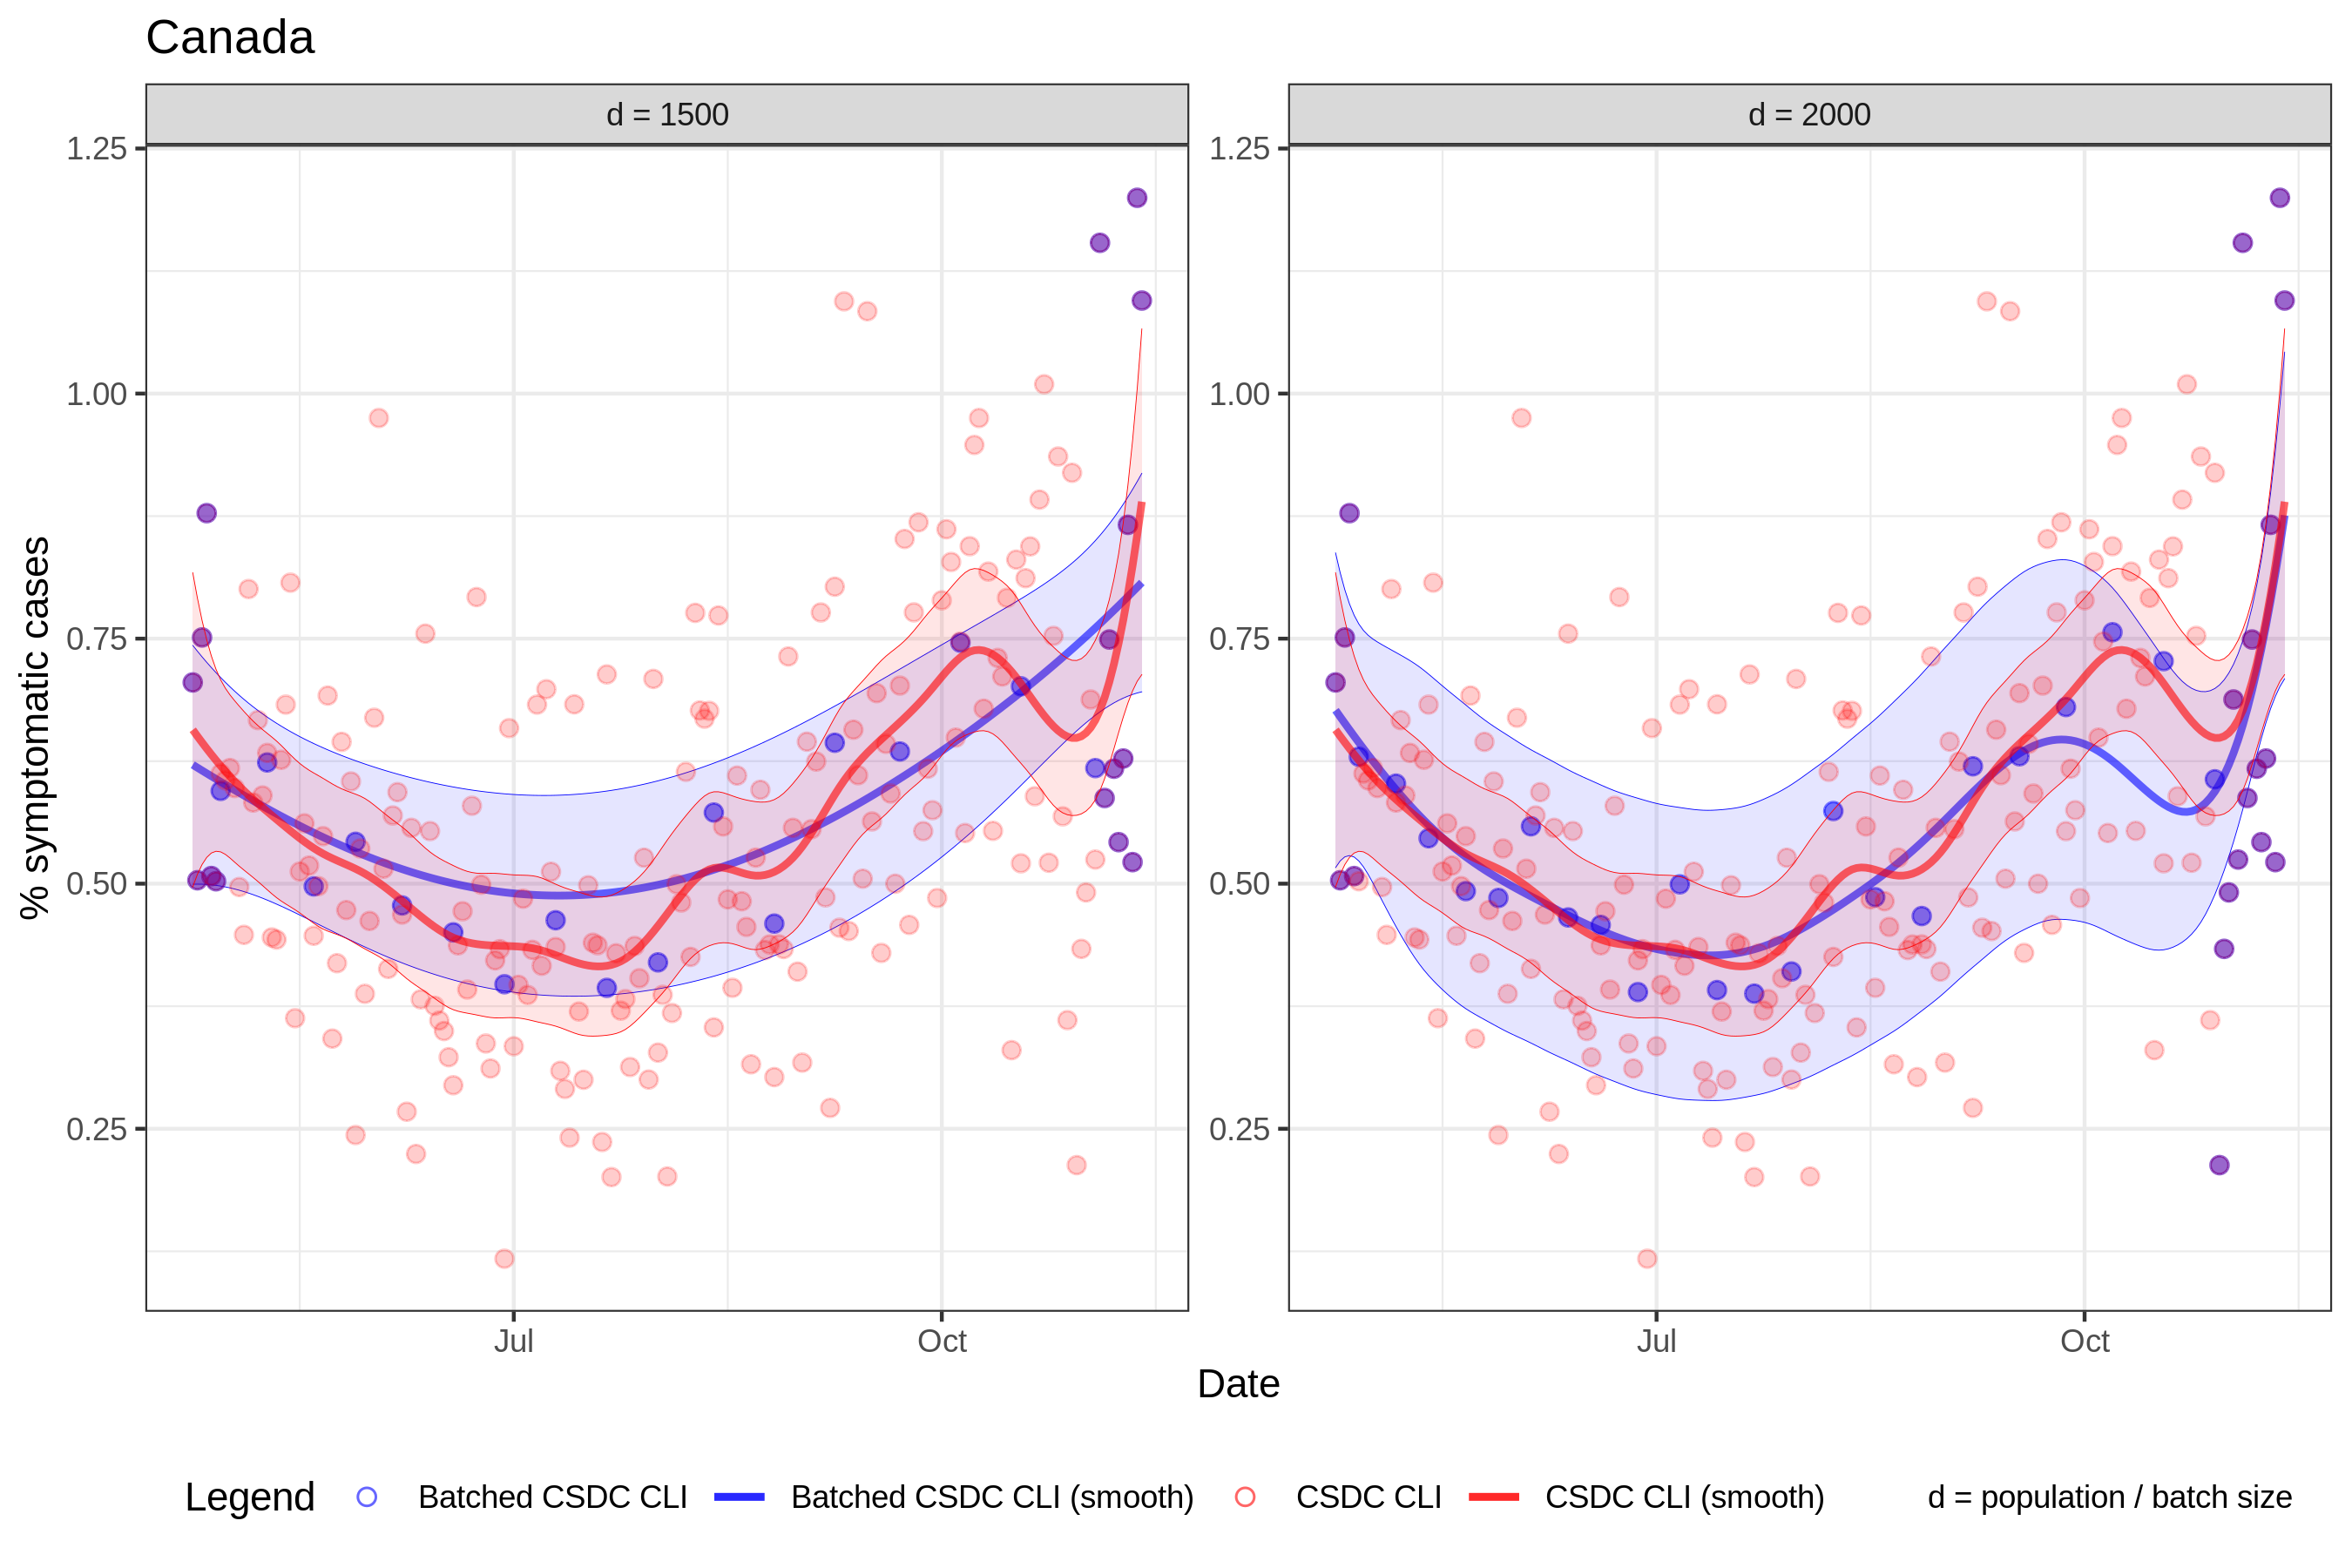 Canada
d = 1500
d = 2000
1.25
1.00
0.75
0.50
0.25
1.25
1.00
0.75
0.50
0.25
% symptomatic cases
Jul
Oct
Jul
Oct
Date
Legend
Batched CSDC CLI
Batched CSDC CLI (smooth)
CSDC CLI
CSDC CLI (smooth)
d = population / batch size